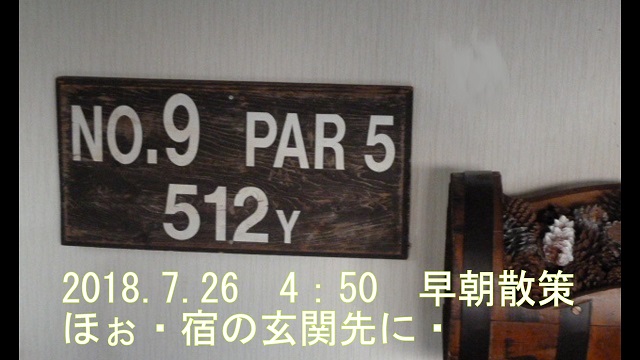 NO.9 PAR 5
512Y
2018.7.26 4：50 早朝散策
ほぉ・宿の玄関先に・